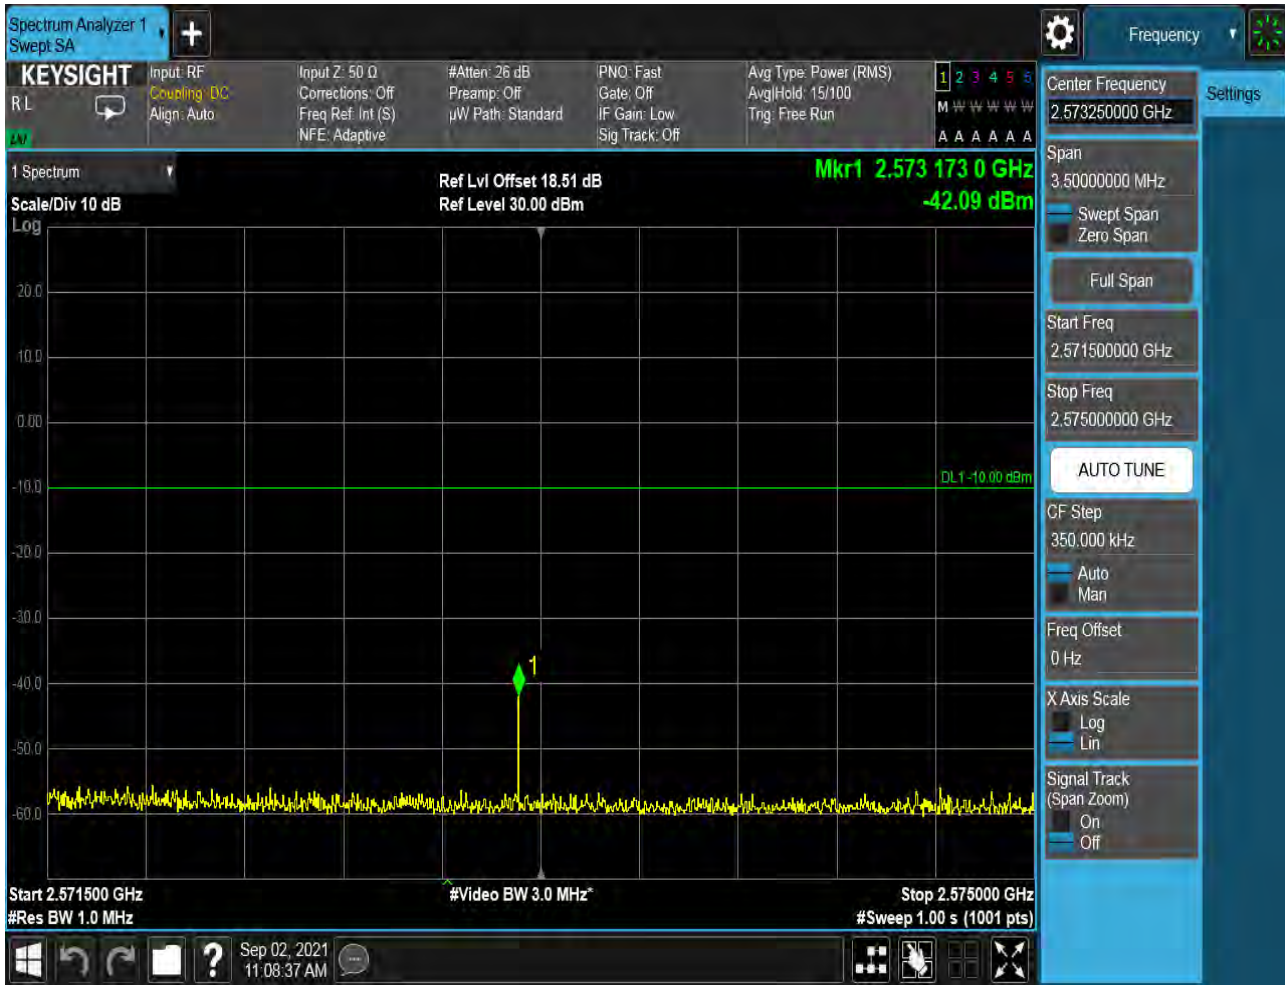 Spectrum Analyzer 1
Swept SA
Frequency
KEYSIGHT
R L
Input: RF
Coupling: DC
Align: Auto
Input Z: 50 Ω
Corrections: Off
Freq Ref: Int (S)
NFE: Adaptive
#Atten: 26 dB
Preamp: Off
µW Path: Standard
PNO: Fast
Gate: Off
IF Gain: Low
Sig Track: Off
Avg Type: Power (RMS)
Avg|Hold: 15/100
Trig: Free Run
1 2 3 4 5 6
M W W W W W
A A A A A A
1 Spectrum
Scale/Div 10 dB
Log
Ref Lvl Offset 18.51 dB
Ref Level 30.00 dBm
Mkr1 2.573 173 0 GHz
-42.09 dBm
20.0
10.0
0.00
-10.0
-20.0
-30.0
-40.0
-50.0
-60.0
DL1 -10.00 dBm
1
Start 2.571500 GHz
#Res BW 1.0 MHz
#Video BW 3.0 MHz*
Stop 2.575000 GHz
#Sweep 1.00 s (1001 pts)
Sep 02, 2021
11:08:37 AM
Center Frequency
2.573250000 GHz
Settings
Span
3.50000000 MHz
Swept Span
Zero Span
Full Span
Start Freq
2.571500000 GHz
Stop Freq
2.575000000 GHz
AUTO TUNE
CF Step
350.000 kHz
Auto
Man
Freq Offset
0 Hz
X Axis Scale
Log
Lin
Signal Track
(Span Zoom)
On
Off